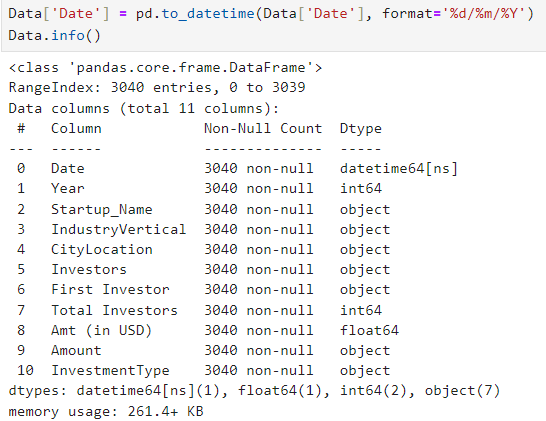 Data['Date'] = pd.to_datetime(Data['Date'], format='%d/%m/%Y')
Data.info()
<class 'pandas.core.frame.DataFrame'>
RangeIndex: 3040 entries, 0 to 3039
Data columns (total 11 columns):
 #   Column            Non-Null Count  Dtype
---  ------            --------------  -----
 0   Date              3040 non-null   datetime64[ns]
 1   Year              3040 non-null   int64
 2   Startup_Name      3040 non-null   object
 3   IndustryVertical  3040 non-null   object
 4   CityLocation      3040 non-null   object
 5   Investors         3040 non-null   object
 6   First Investor    3040 non-null   object
 7   Total Investors   3040 non-null   int64
 8   Amt (in USD)      3040 non-null   float64
 9   Amount            3040 non-null   object
 10  InvestmentType    3040 non-null   object
dtypes: datetime64[ns](1), float64(1), int64(2), object(7)
memory usage: 261.4+ KB